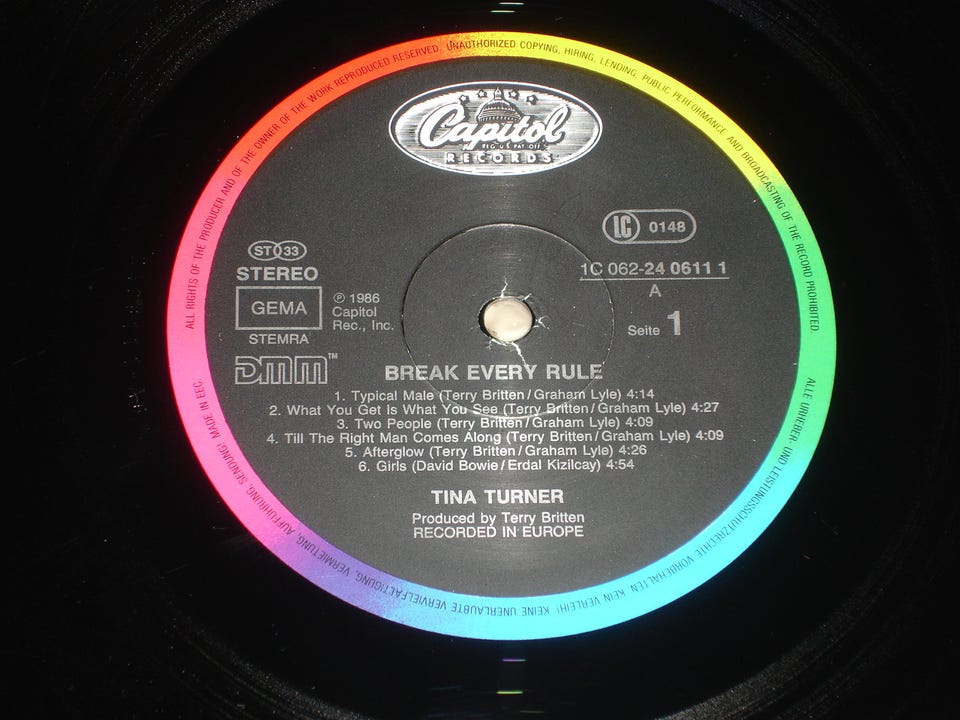 ALL RIGHTS OF THE PRODUCER AND OF THE OWNER OF THE WORK REPRODUCED RESERVED. UNAUTHORIZED COPYING, HIRING, LENDING, PUBLIC PERFORMANCE AND BROADCASTING OF THE RECORD PROHIBITED.
Capitol
REG. U.S. PAT. OFF.
RECORDS
LC 0148
1C 062-24 0611 1
A
Seite 1
ST 33
STEREO
GEMA
STEMRA
DMM™
℗ 1986
Capitol
Rec., Inc.
BREAK EVERY RULE
1. Typical Male (Terry Britten/Graham Lyle) 4:14
2. What You Get Is What You See (Terry Britten/Graham Lyle) 4:27
3. Two People (Terry Britten/Graham Lyle) 4:09
4. Till The Right Man Comes Along (Terry Britten/Graham Lyle) 4:09
5. Afterglow (Terry Britten/Graham Lyle) 4:26
6. Girls (David Bowie/Erdal Kizilcay) 4:54
TINA TURNER
Produced by Terry Britten
RECORDED IN EUROPE
ALLE URHEBER- UND LEISTUNGSSCHUTZRECHTE VORBEHALTEN. KEIN VERLEIH! KEINE UNERLAUBTE VERVIELFÄLTIGUNG, VERMIETUNG, AUFFÜHRUNG, SENDUNG! MADE IN EEC.